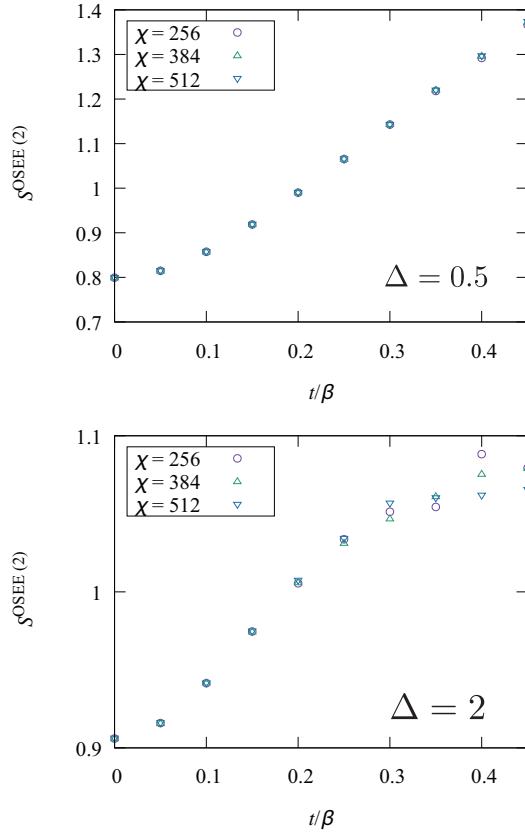 1.4
1.3
1.2
1.1
1
0.9
0.8
0.7
S^OSEE (2)
χ = 256
χ = 384
χ = 512
Δ = 0.5
0 0.1 0.2 0.3 0.4
t/β
1.1
1
0.9
S^OSEE (2)
χ = 256
χ = 384
χ = 512
Δ = 2
0 0.1 0.2 0.3 0.4
t/β